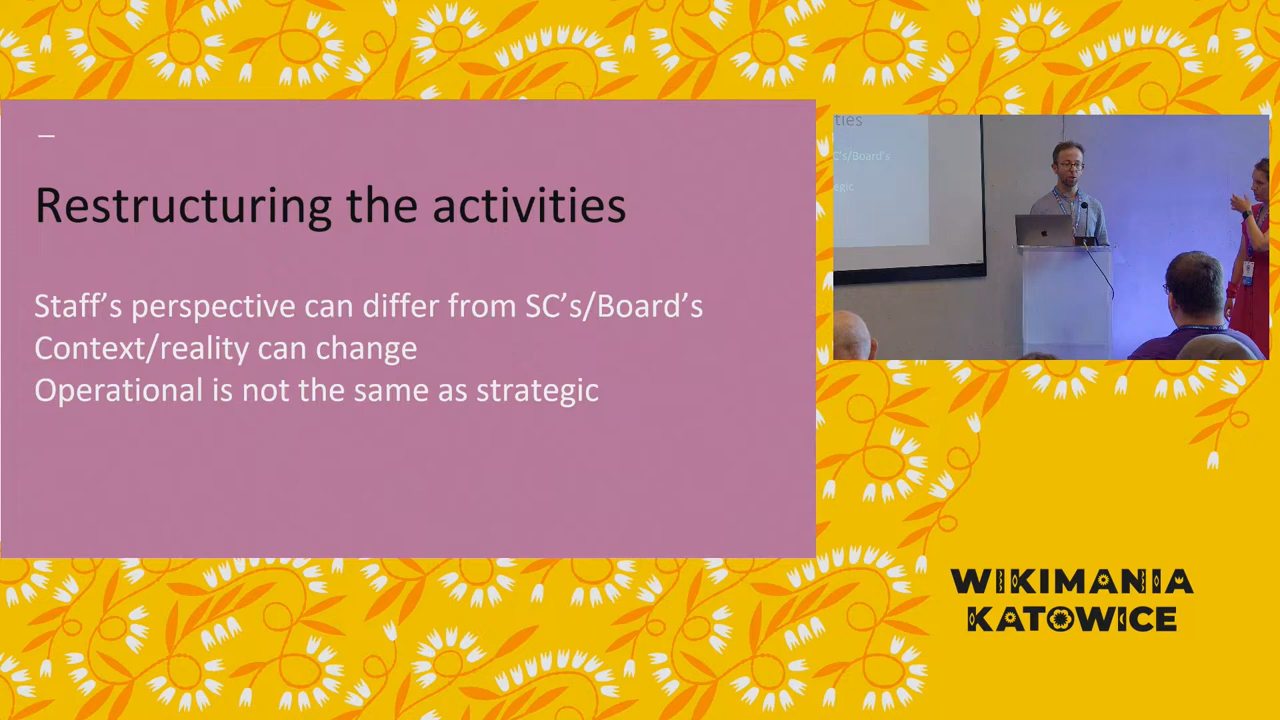 Restructuring the activities
Staff's perspective can differ from SC's/Board's
Context/reality can change
Operational is not the same as strategic
ties
C's/Board's
egic
WIKIMANIA
KATOWICE